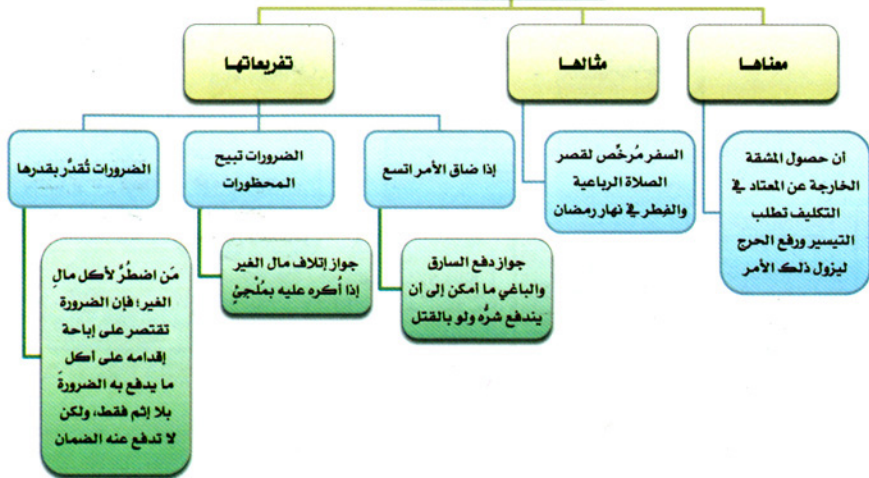 معناها
أن حصول المشقة
الخارجة عن المعتاد في
التكليف تطلب
التيسير ورفع الحرج
ليزول ذلك الأمر
مثالها
السفر مُرخِّص لقصر
الصلاة الرباعية
والفطر في نهار رمضان
تفريعاتها
إذا ضاق الأمر اتسع
جواز دفع السارق
والباغي ما أمكن إلى أن
يندفع شرُّه ولو بالقتل
الضرورات تبيح
المحظورات
جواز إتلاف مال الغير
إذا أُكره عليه بمُلْجِئٍ
الضرورات تُقدَّر بقدرها
مَن اضطُرَّ لأكل مالِ
الغير؛ فإن الضرورة
تقتصر على إباحة
إقدامه على أكل
ما يدفع به الضرورةَ
بلا إثم فقط، ولكن
لا تدفع عنه الضمان